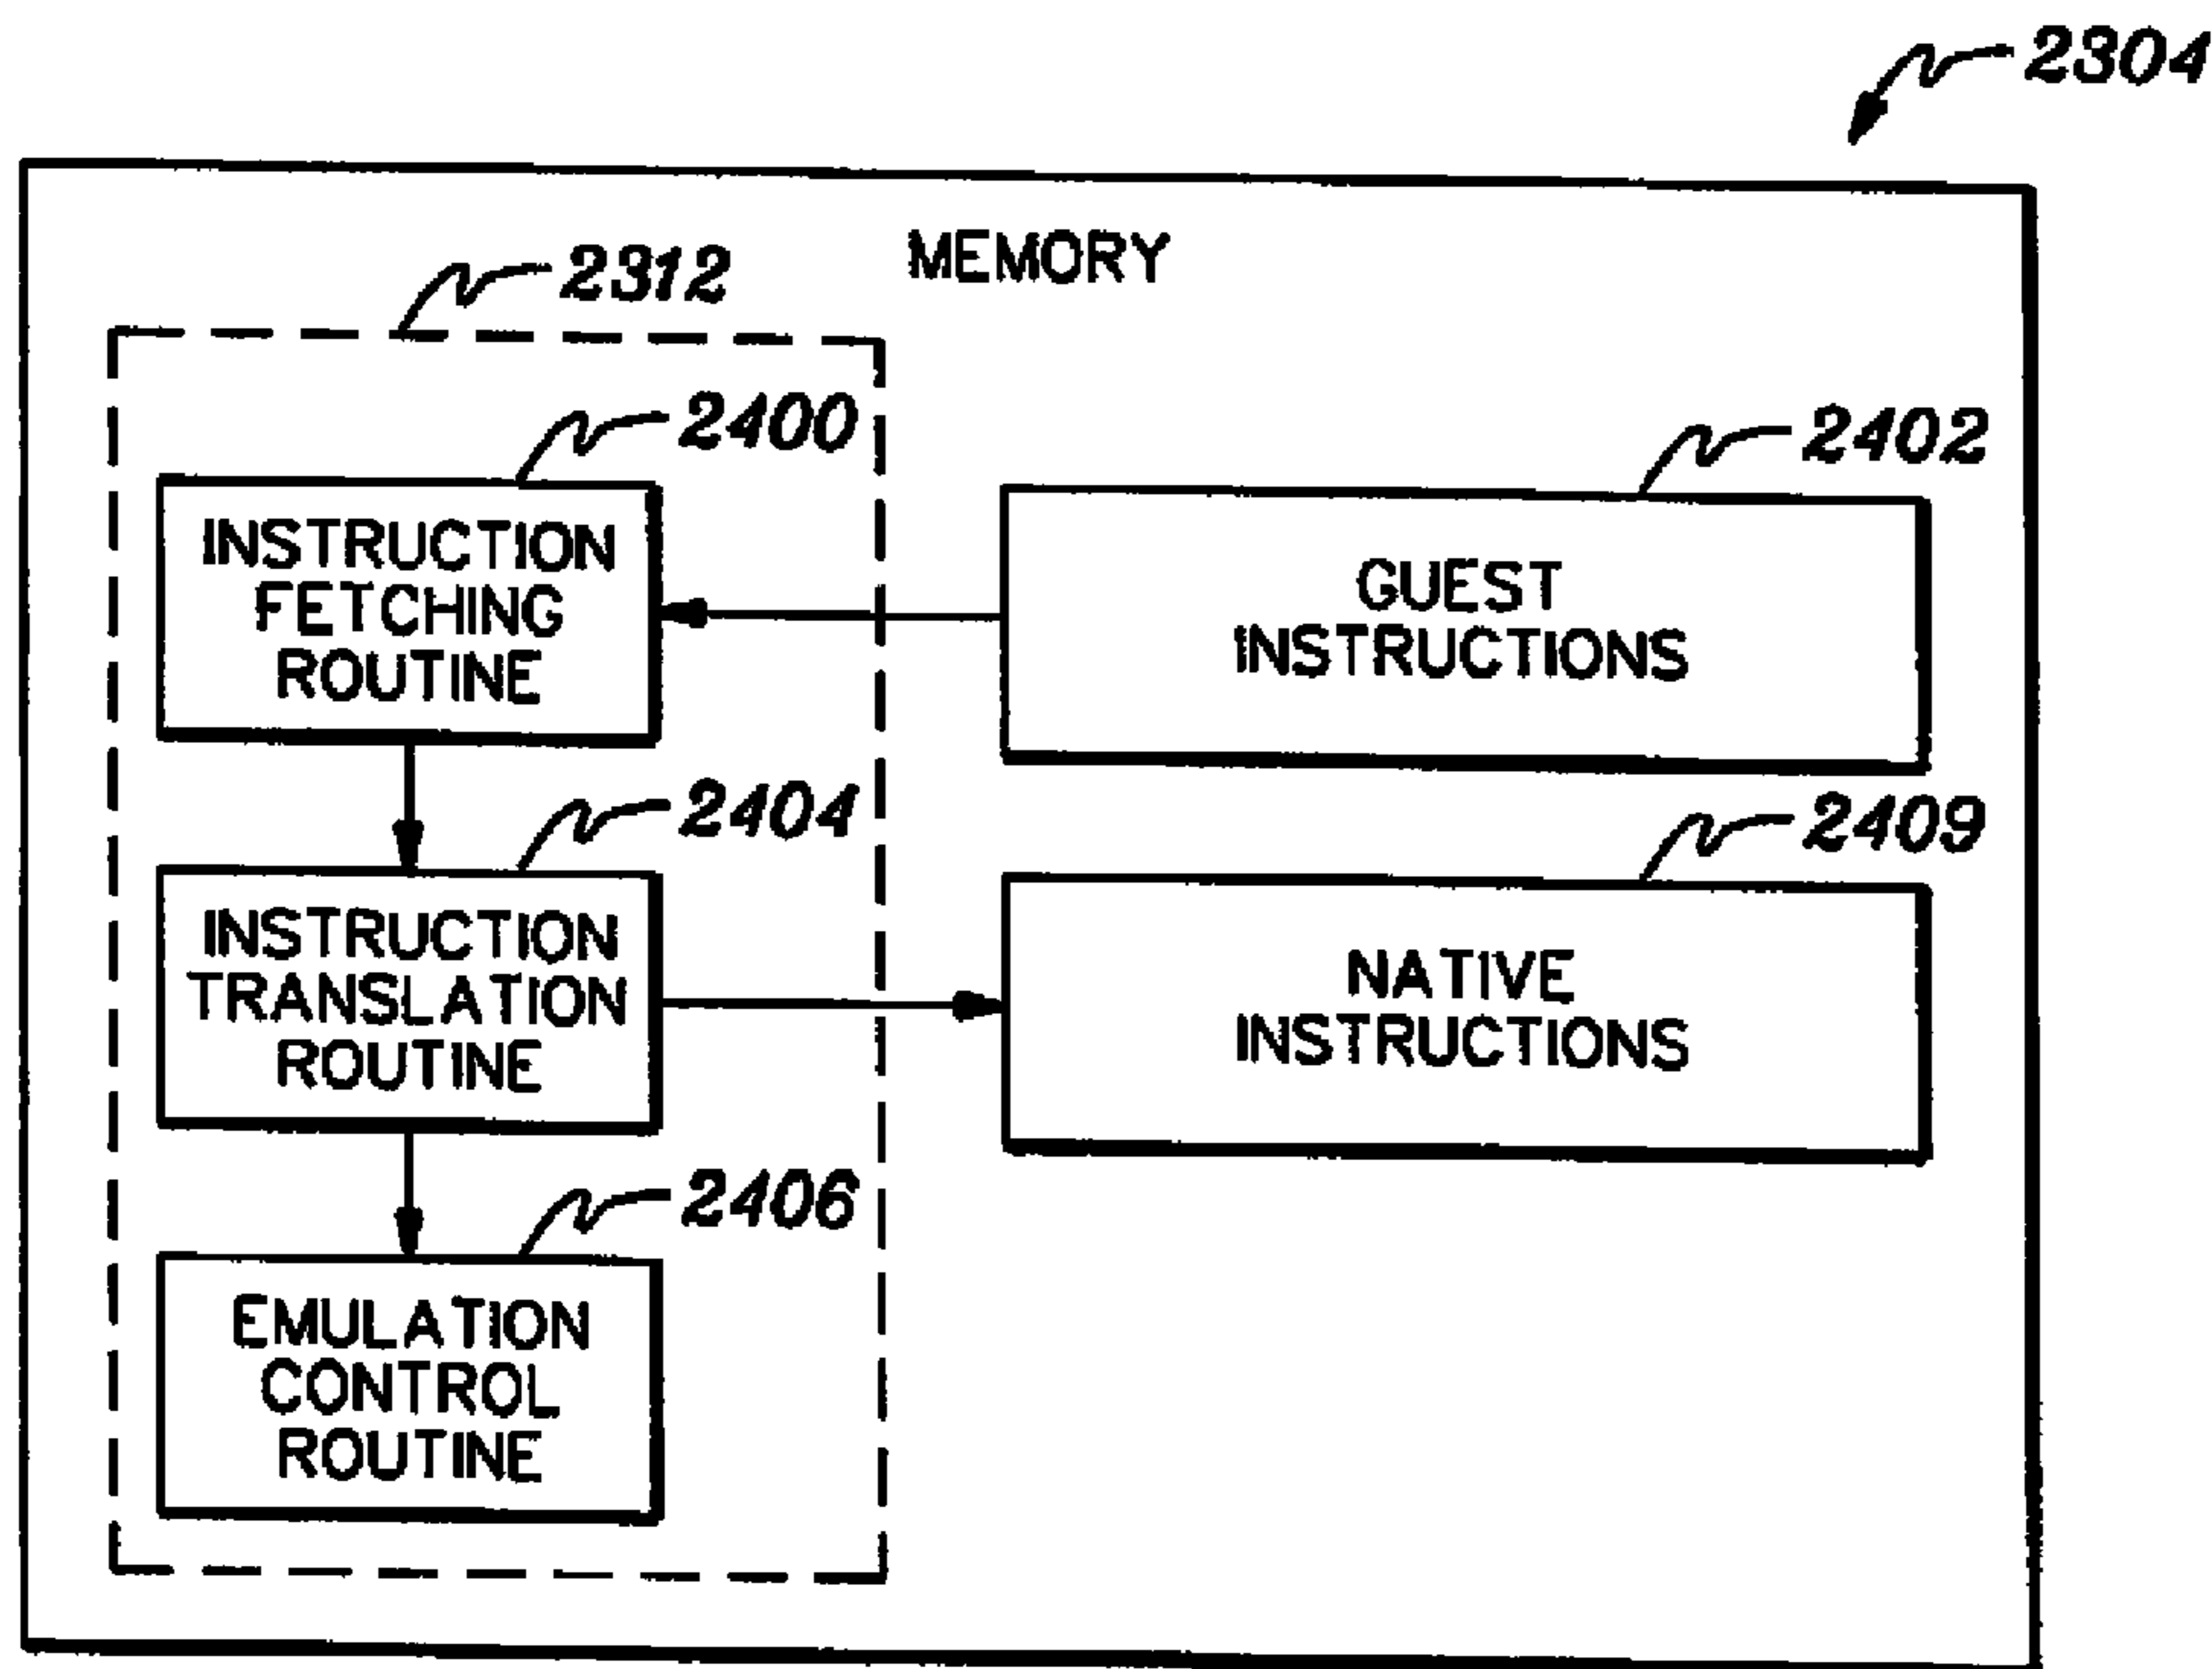 2304
MEMORY
2312
2400
2402
INSTRUCTION
FETCHING
ROUTINE
GUEST
INSTRUCTIONS
2404
2409
INSTRUCTION
TRANSLATION
ROUTINE
NATIVE
INSTRUCTIONS
2406
EMULATION
CONTROL
ROUTINE